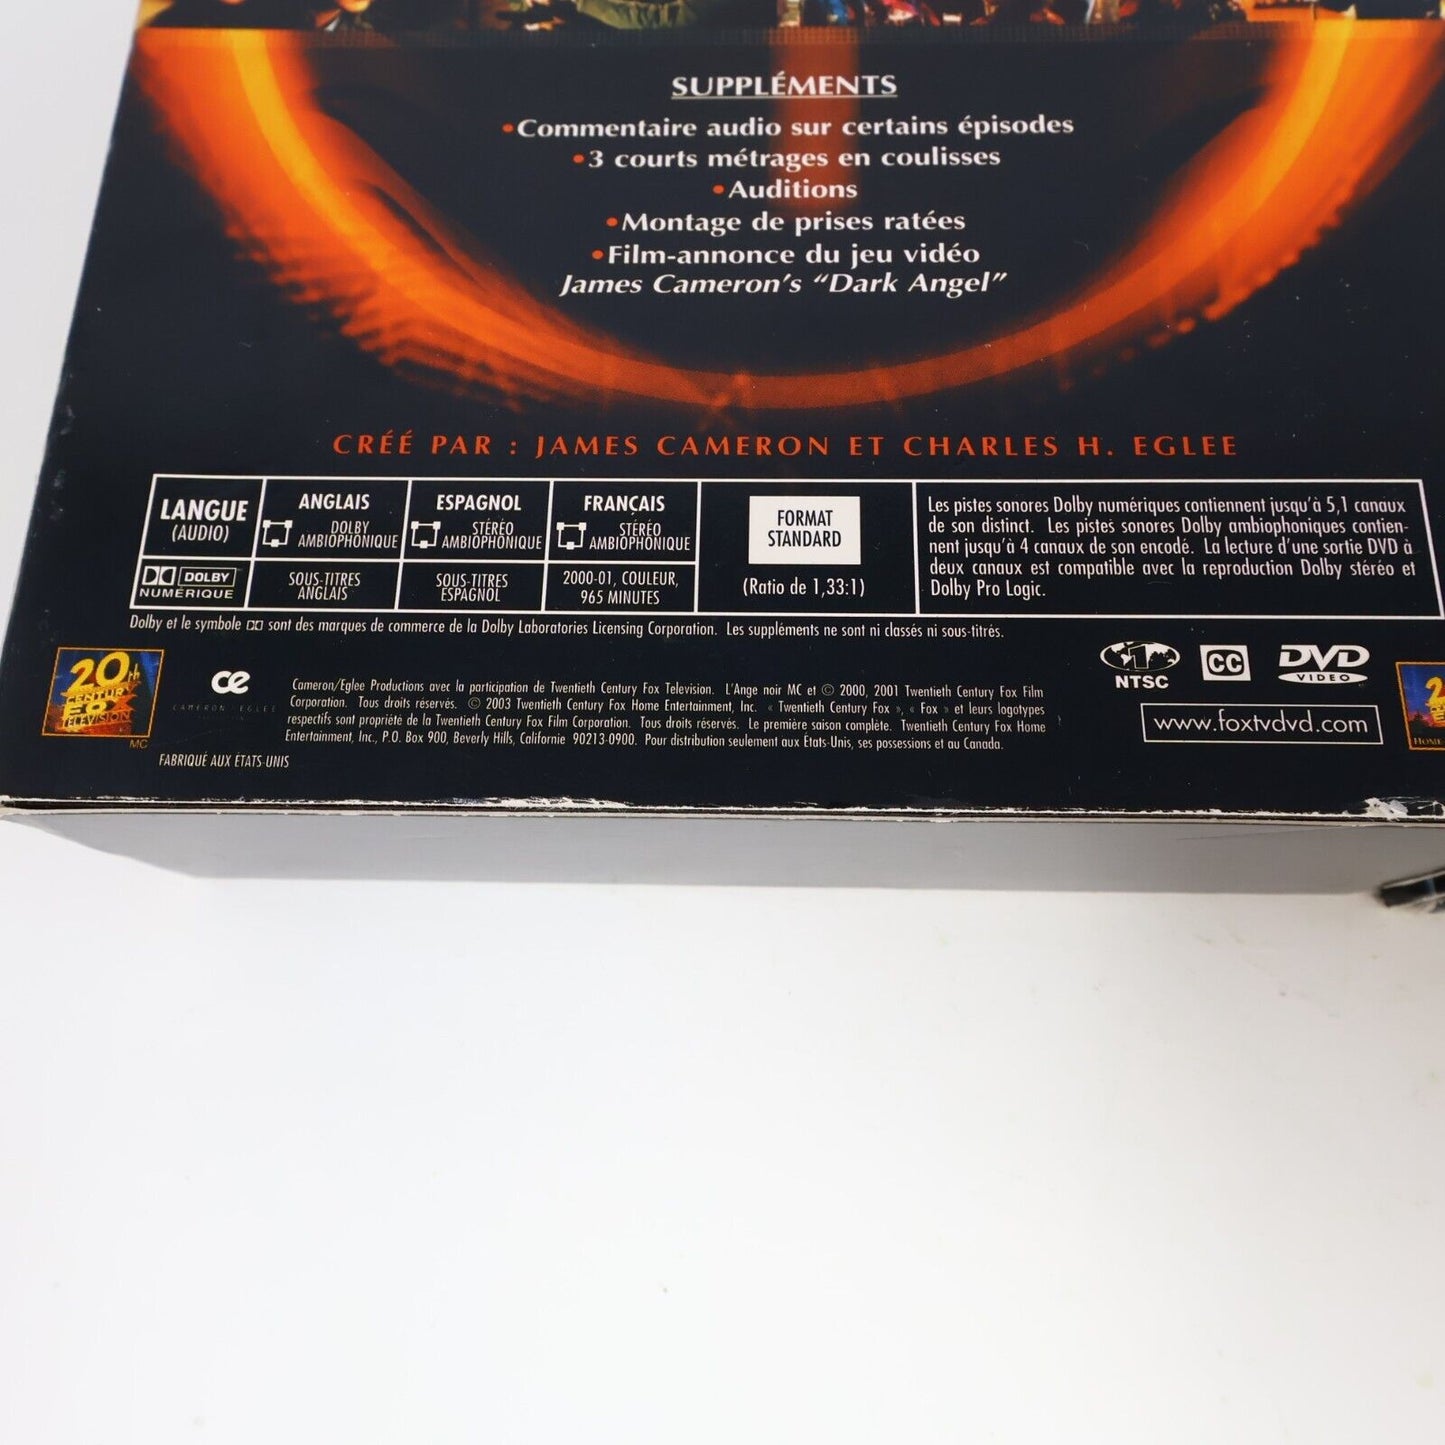 SUPPLÉMENTS
•Commentaire audio sur certains épisodes
•3 courts métrages en coulisses
•Auditions
•Montage de prises ratées
•Film-annonce du jeu vidéo
James Cameron's “Dark Angel”
CRÉÉ PAR : JAMES CAMERON ET CHARLES H. EGLEE
LANGUE
(AUDIO)
DOLBY
NUMÉRIQUE
ANGLAIS
DOLBY
AMBIOPHONIQUE
SOUS-TITRES
ANGLAIS
ESPAGNOL
STÉRÉO
AMBIOPHONIQUE
SOUS-TITRES
ESPAGNOL
FRANÇAIS
STÉRÉO
AMBIOPHONIQUE
2000-01, COULEUR,
965 MINUTES
FORMAT
STANDARD
(Ratio de 1,33:1)
Les pistes sonores Dolby numériques contiennent jusqu'à 5,1 canaux
de son distinct. Les pistes sonores Dolby ambiophoniques contien-
nent jusqu'à 4 canaux de son encodé. La lecture d'une sortie DVD à
deux canaux est compatible avec la reproduction Dolby stéréo et
Dolby Pro Logic.
Dolby et le symbole sont des marques de commerce de la Dolby Laboratories Licensing Corporation. Les suppléments ne sont ni classés ni sous-titrés.
20th
CENTURY
FOX
TELEVISION
MC
ce
CAMERON EGLEE
Cameron/Eglee Productions avec la participation de Twentieth Century Fox Television. L'Ange noir MC et © 2000, 2001 Twentieth Century Fox Film
Corporation. Tous droits réservés. © 2003 Twentieth Century Fox Home Entertainment, Inc. « Twentieth Century Fox », « Fox » et leurs logotypes
respectifs sont propriété de la Twentieth Century Fox Film Corporation. Tous droits réservés. Le première saison complète. Twentieth Century Fox Home
Entertainment, Inc., P.O. Box 900, Beverly Hills, Californie 90213-0900. Pour distribution seulement aux États-Unis, ses possessions et au Canada.
FABRIQUÉ AUX ÉTATS-UNIS
1
NTSC
CC
DVD
VIDEO
www.foxtvdvd.com
2
HOME